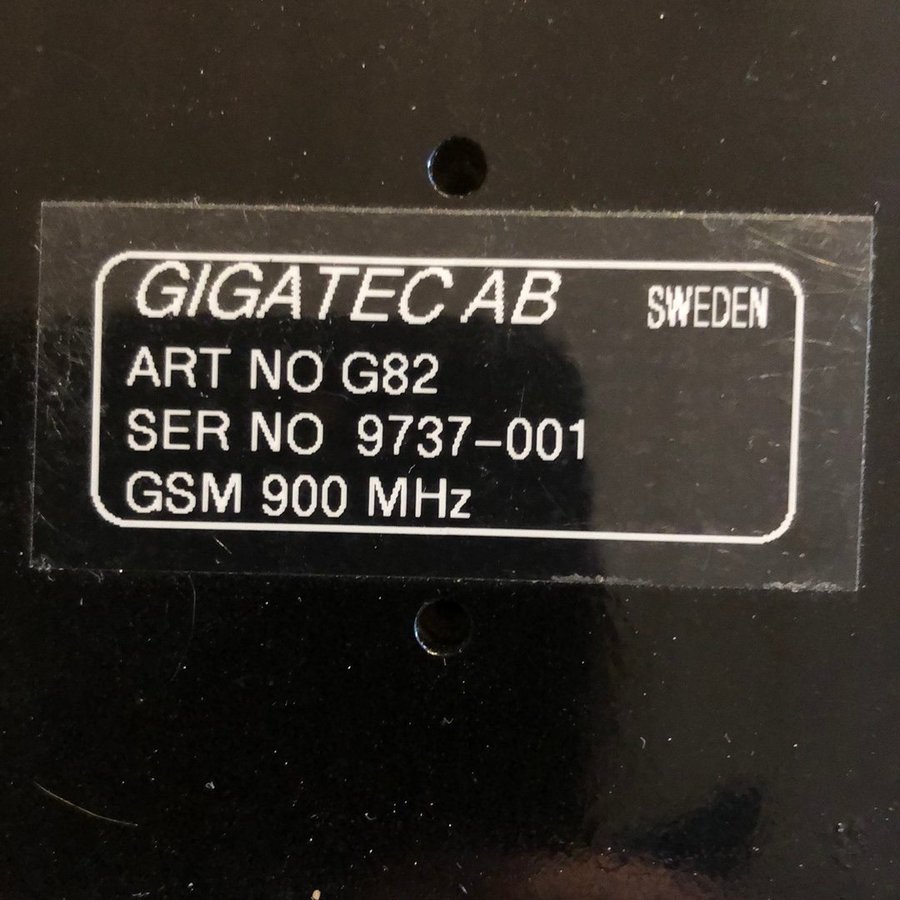 GIGATEC AB SWEDEN
ART NO G82
SER NO 9737-001
GSM 900 MHz